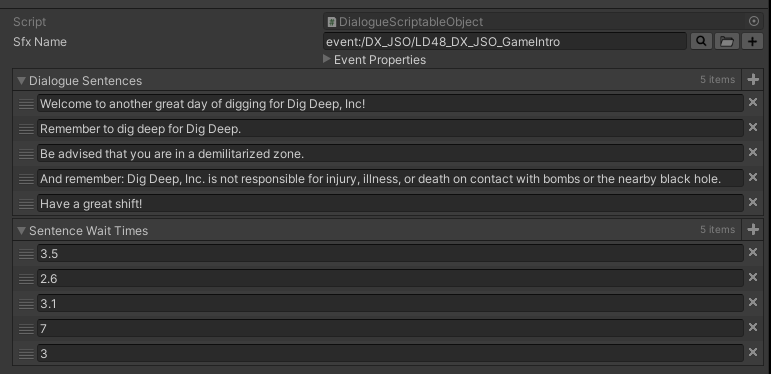 Script DialogueScriptableObject
Sfx Name event:/DX_JSO/LD48_DX_JSO_GameIntro
Event Properties
Dialogue Sentences 5 items
Welcome to another great day of digging for Dig Deep, Inc!
Remember to dig deep for Dig Deep.
Be advised that you are in a demilitarized zone.
And remember: Dig Deep, Inc. is not responsible for injury, illness, or death on contact with bombs or the nearby black hole.
Have a great shift!
Sentence Wait Times 5 items
3.5
2.6
3.1
7
3